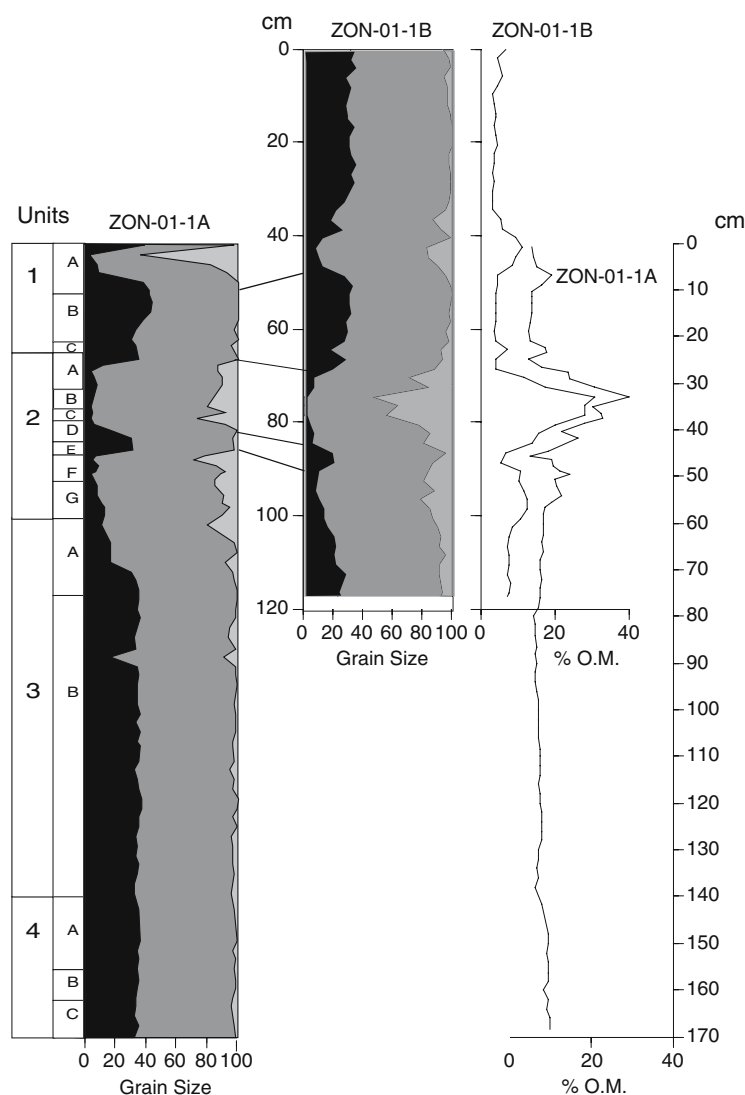 cm
ZON-01-1B
ZON-01-1B
0
20
40
60
80
100
120
0 20 40 60 80 100
Grain Size
0 20 40
% O.M.
Units
ZON-01-1A
ZON-01-1A
1
A
B
C
2
A
B
C
D
E
F
G
3
A
B
4
A
B
C
0 20 40 60 80 100
Grain Size
cm
0
10
20
30
40
50
60
70
80
90
100
110
120
130
140
150
160
170
0 20 40
% O.M.